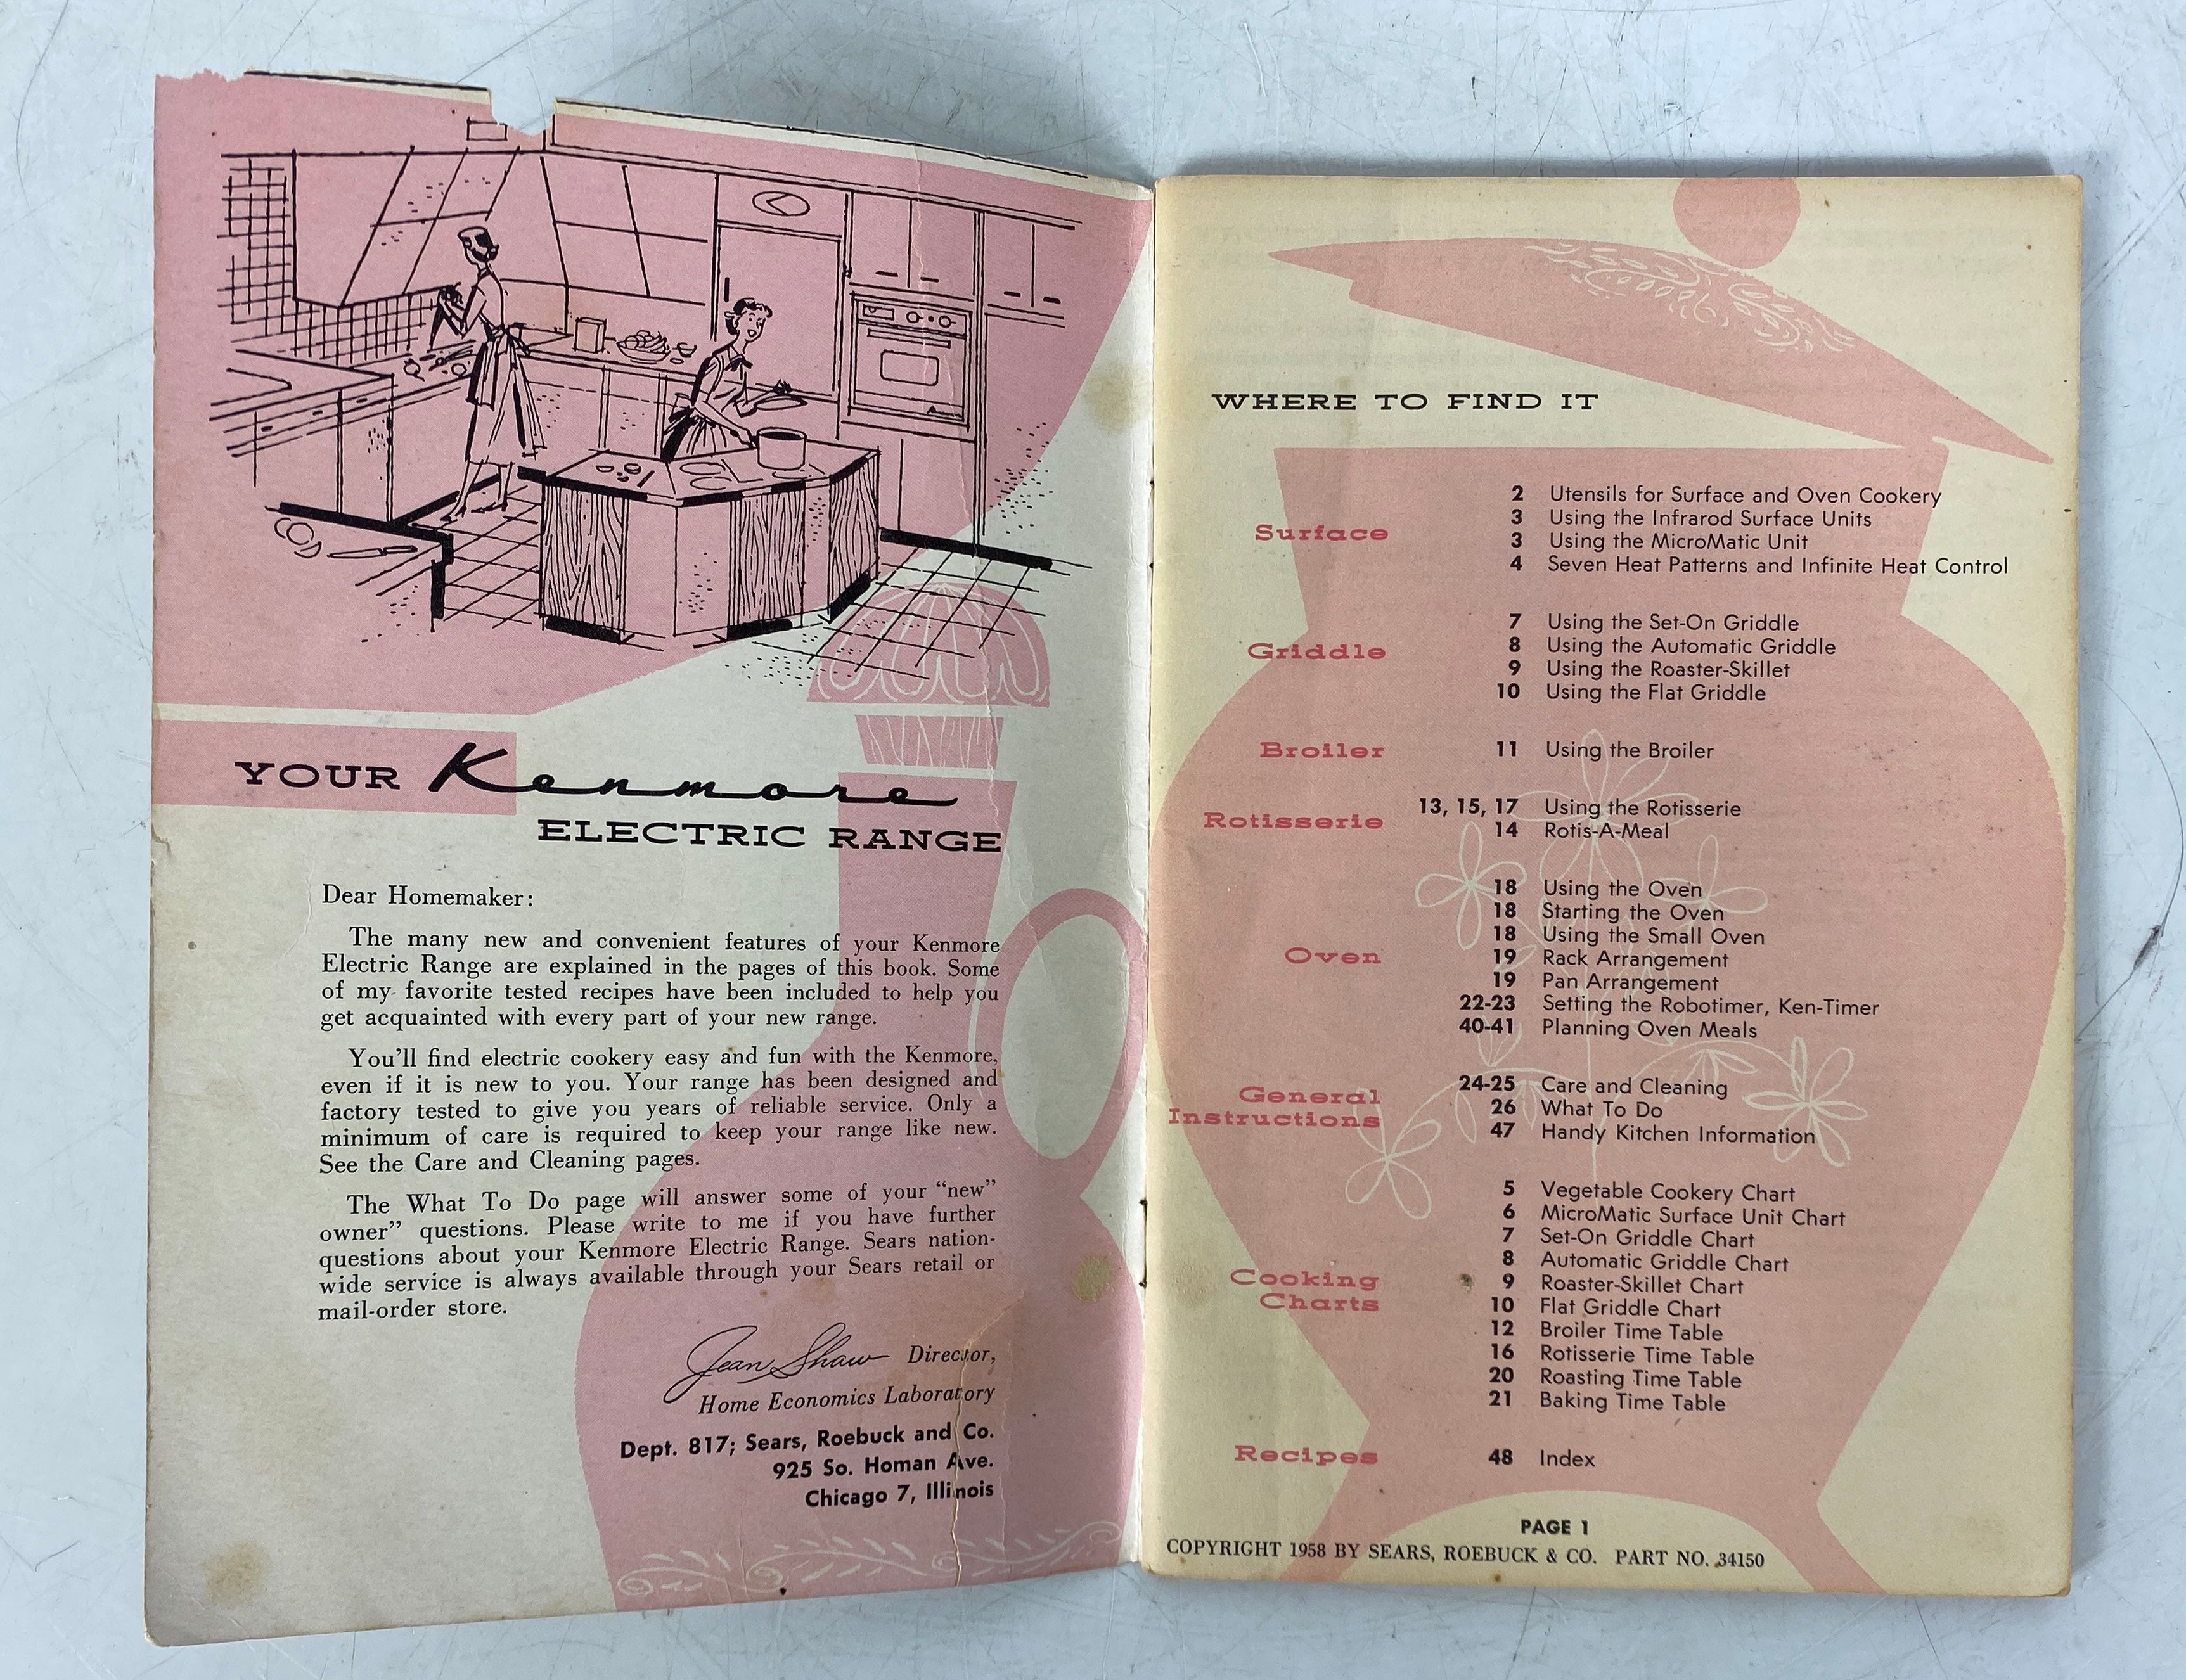 YOUR Kenmore
ELECTRIC RANGE
Dear Homemaker:
The many new and convenient features of your Kenmore
Electric Range are explained in the pages of this book. Some
of my favorite tested recipes have been included to help you
get acquainted with every part of your new range.
You'll find electric cookery easy and fun with the Kenmore,
even if it is new to you. Your range has been designed and
factory tested to give you years of reliable service. Only a
minimum of care is required to keep your range like new.
See the Care and Cleaning pages.
The What To Do page will answer some of your “new”
owner” questions. Please write to me if you have further
questions about your Kenmore Electric Range. Sears nation-
wide service is always available through your Sears retail or
mail-order store.
Jean Shaw Director,
Home Economics Laboratory
Dept. 817; Sears, Roebuck and Co.
925 So. Homan Ave.
Chicago 7, Illinois
WHERE TO FIND IT
Surface
2 Utensils for Surface and Oven Cookery
3 Using the Infrarod Surface Units
3 Using the MicroMatic Unit
4 Seven Heat Patterns and Infinite Heat Control
Griddle
7 Using the Set-On Griddle
8 Using the Automatic Griddle
9 Using the Roaster-Skillet
10 Using the Flat Griddle
Broiler
11 Using the Broiler
Rotisserie
13, 15, 17 Using the Rotisserie
14 Rotis-A-Meal
Oven
18 Using the Oven
18 Starting the Oven
18 Using the Small Oven
19 Rack Arrangement
19 Pan Arrangement
22-23 Setting the Robotimer, Ken-Timer
40-41 Planning Oven Meals
General
Instructions
24-25 Care and Cleaning
26 What To Do
47 Handy Kitchen Information
Cooking
Charts
5 Vegetable Cookery Chart
6 MicroMatic Surface Unit Chart
7 Set-On Griddle Chart
8 Automatic Griddle Chart
9 Roaster-Skillet Chart
10 Flat Griddle Chart
12 Broiler Time Table
16 Rotisserie Time Table
20 Roasting Time Table
21 Baking Time Table
Recipes
48 Index
PAGE 1
COPYRIGHT 1958 BY SEARS, ROEBUCK & CO. PART NO. 34150